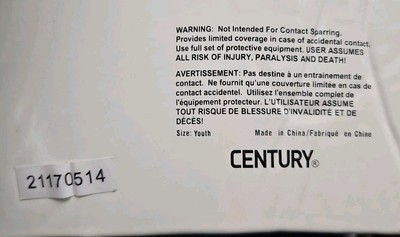 WARNING: Not Intended For Contact Sparring.
Provides limited coverage in case of accidental contact.
Use full set of protective equipment. USER ASSUMES
ALL RISK OF INJURY, PARALYSIS AND DEATH!
AVERTISSEMENT: Pas destine à un entrainement de
contact. Ne fournit qu'une couverture limitée en cas de
contact accidentel. Utilisez l'ensemble complet de
l'équipement protecteur. L'UTILISATEUR ASSUME
TOUT RISQUE DE BLESSURE D'INVALIDITE ET DE
DÉCÈS!
Size: Youth Made in China/Fabriqué en Chine
CENTURY®
21170514